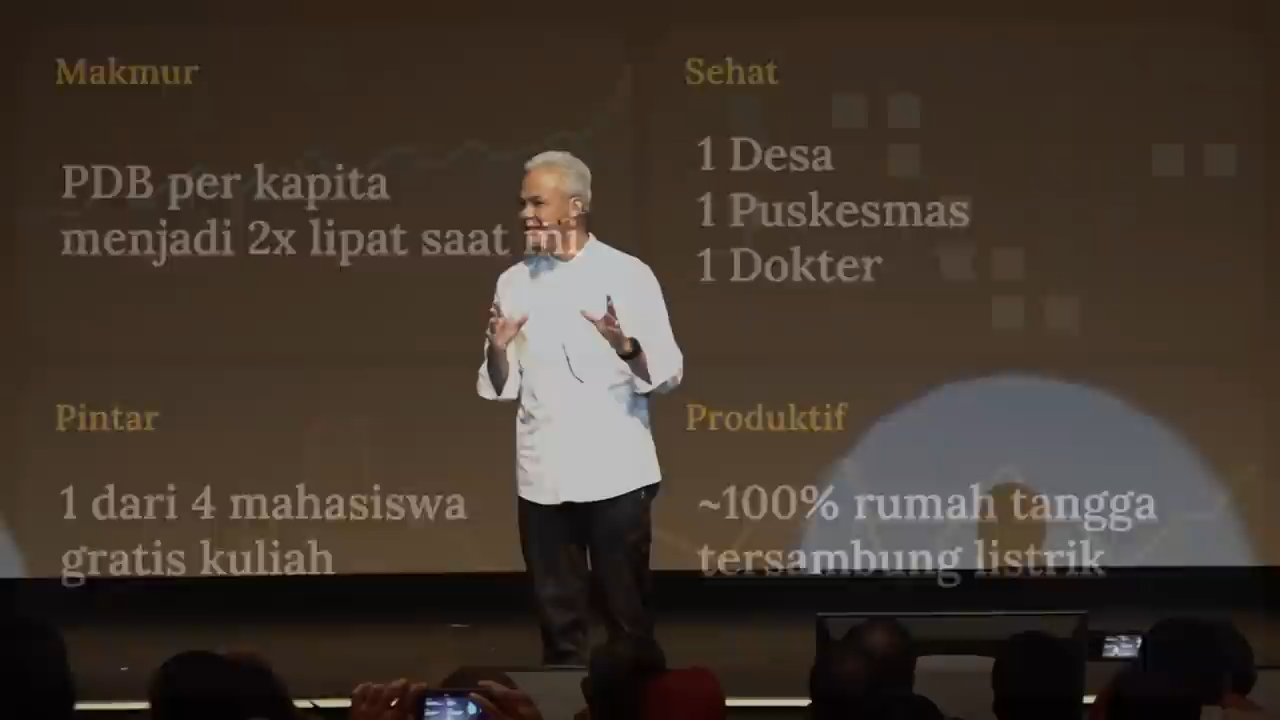 Makmur
PDB per kapita
menjadi 2x lipat saat ini
Sehat
1 Desa
1 Puskesmas
1 Dokter
Pintar
1 dari 4 mahasiswa
gratis kuliah
Produktif
~100% rumah tangga
tersambung listrik